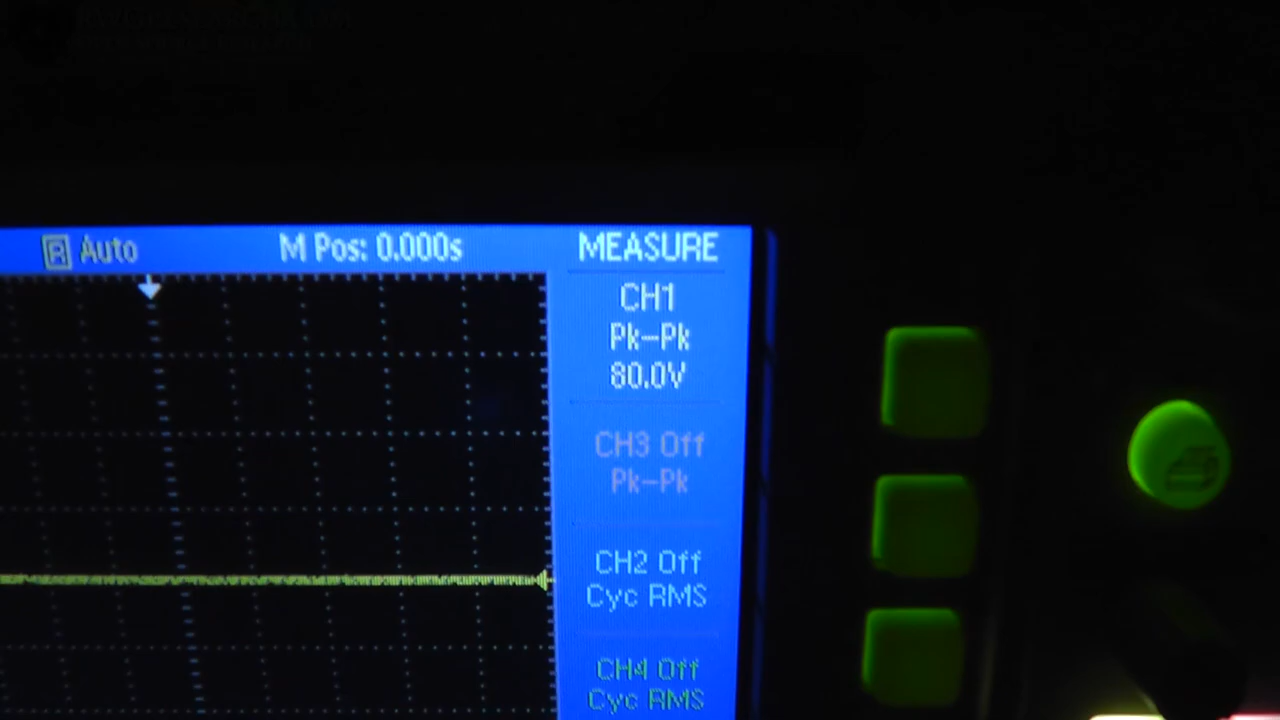 R Auto M Pos: 0.000s MEASURE
CH1
Pk-Pk
80.0V
CH3 Off
Pk-Pk
CH2 Off
Cyc RMS
CH4 Off
Cyc RMS